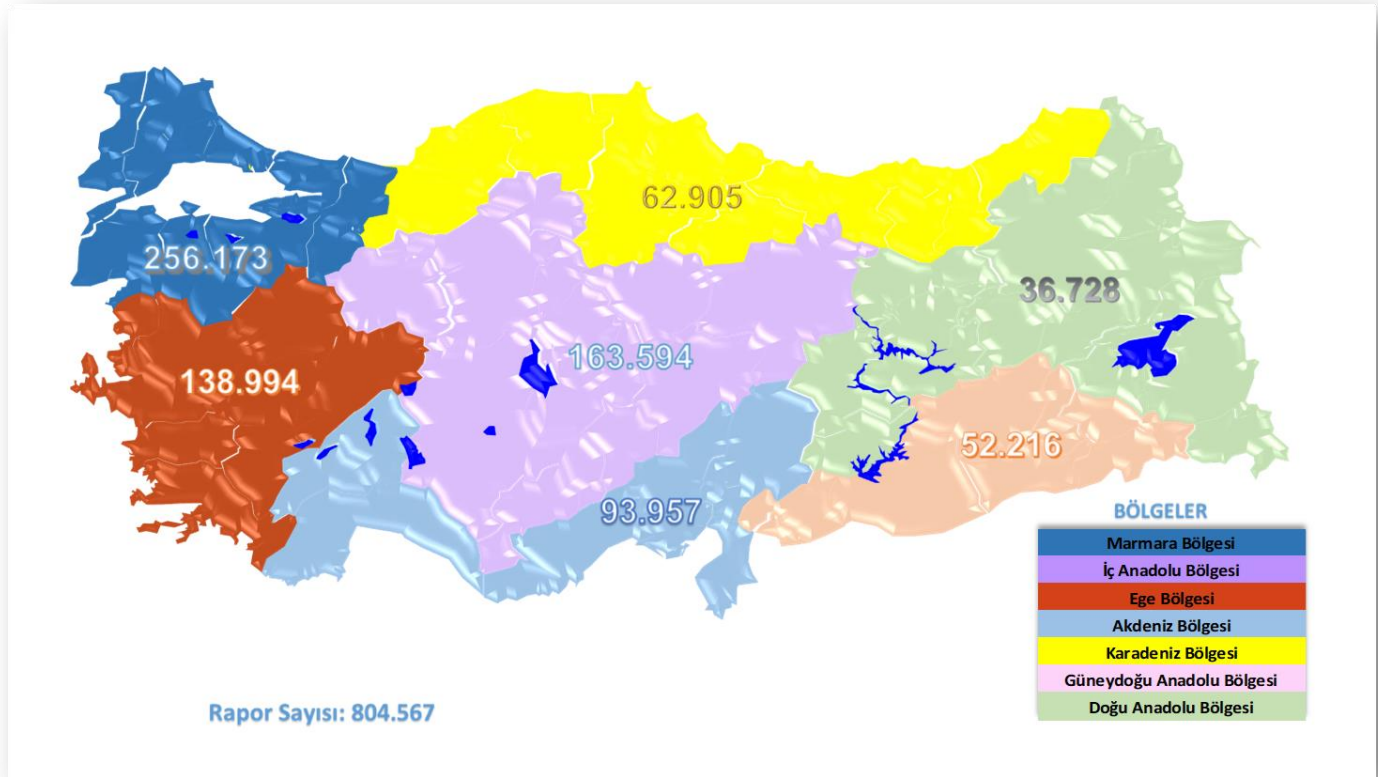 62.905
256.173
36.728
163.594
138.994
52.216
93.957
BÖLGELER
Marmara Bölgesi
İç Anadolu Bölgesi
Ege Bölgesi
Akdeniz Bölgesi
Karadeniz Bölgesi
Güneydoğu Anadolu Bölgesi
Doğu Anadolu Bölgesi
Rapor Sayısı: 804.567